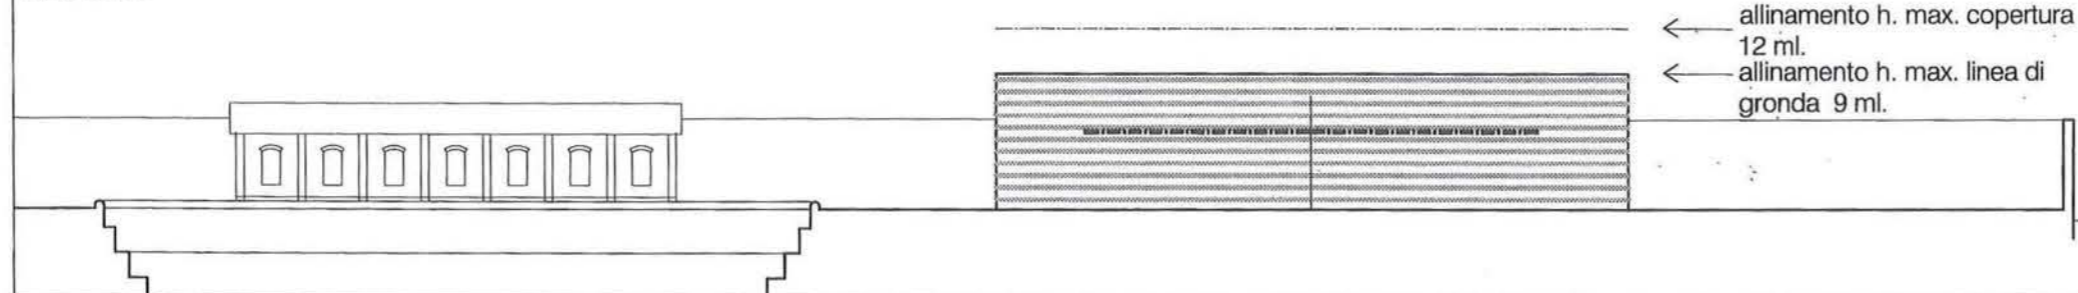 allinamento h. max. copertura
12 ml.
allinamento h. max. linea di
gronda 9 ml.